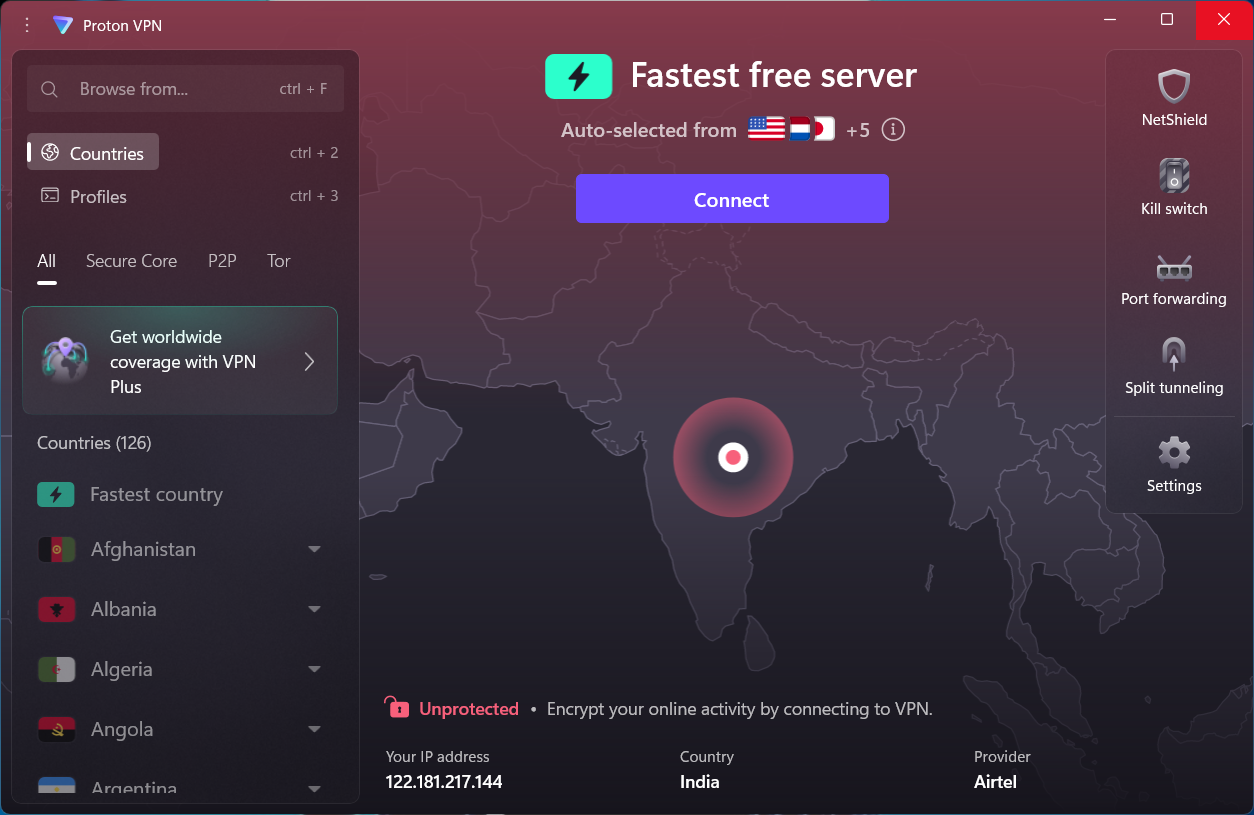 Proton VPN
Browse from...
ctrl + F
Countries
ctrl + 2
Profiles
ctrl + 3
All
Secure Core
P2P
Tor
Get worldwide
coverage with VPN
Plus
Countries (126)
Fastest country
Afghanistan
Albania
Algeria
Angola
Argentina
Fastest free server
Auto-selected from
+5
Connect
Unprotected • Encrypt your online activity by connecting to VPN.
Your IP address
122.181.217.144
Country
India
Provider
Airtel
NetShield
Kill switch
Port forwarding
Split tunneling
Settings